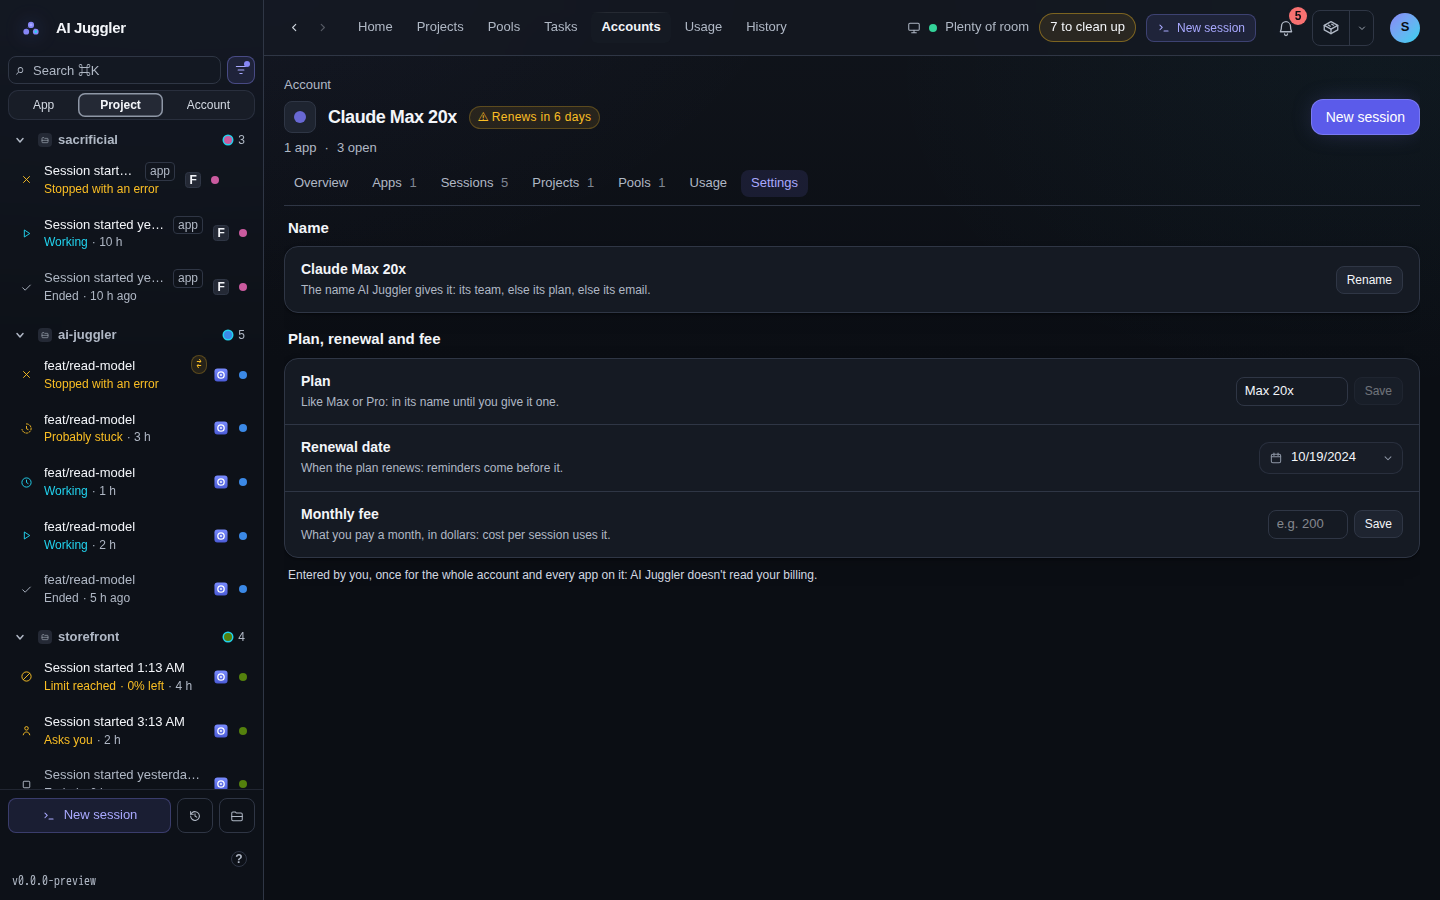 AI Juggler
Search ⌘K
App Project Account
sacrificial 3
Session start… app F
Stopped with an error
Session started ye… app F
Working · 10 h
Session started ye… app F
Ended · 10 h ago
ai-juggler 5
feat/read-model
Stopped with an error
feat/read-model
Probably stuck · 3 h
feat/read-model
Working · 1 h
feat/read-model
Working · 2 h
feat/read-model
Ended · 5 h ago
storefront 4
Session started 1:13 AM
Limit reached · 0% left · 4 h
Session started 3:13 AM
Asks you · 2 h
Session started yesterda…
New session
?
v0.0.0-preview
Home Projects Pools Tasks Accounts Usage History
Plenty of room 7 to clean up New session 5 S
Account
Claude Max 20x Renews in 6 days
New session
1 app · 3 open
Overview Apps 1 Sessions 5 Projects 1 Pools 1 Usage Settings
Name
Claude Max 20x
The name AI Juggler gives it: its team, else its plan, else its email.
Rename
Plan, renewal and fee
Plan
Like Max or Pro: in its name until you give it one.
Max 20x Save
Renewal date
When the plan renews: reminders come before it.
10/19/2024
Monthly fee
What you pay a month, in dollars: cost per session uses it.
e.g. 200 Save
Entered by you, once for the whole account and every app on it: AI Juggler doesn't read your billing.